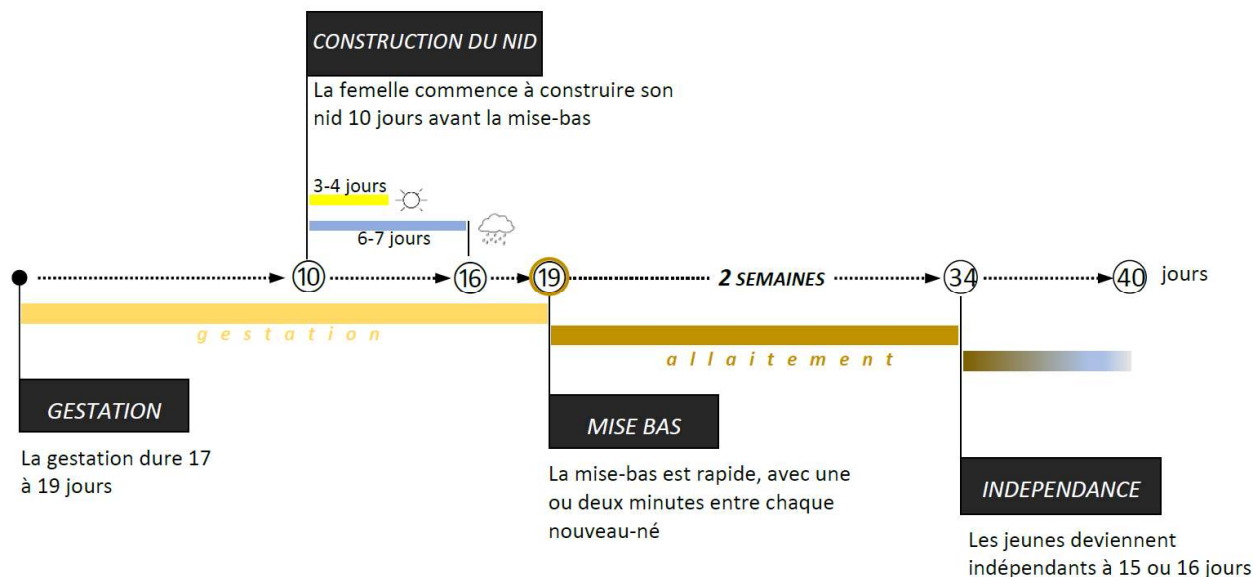 CONSTRUCTION DU NID
La femelle commence à construire son
nid 10 jours avant la mise-bas
3-4 jours
6-7 jours
10
16
19
2 SEMAINES
34
40
jours
gestation
allaitement
GESTATION
La gestation dure 17
à 19 jours
MISE BAS
La mise-bas est rapide, avec une
ou deux minutes entre chaque
nouveau-né
INDEPENDANCE
Les jeunes deviennent
indépendants à 15 ou 16 jours